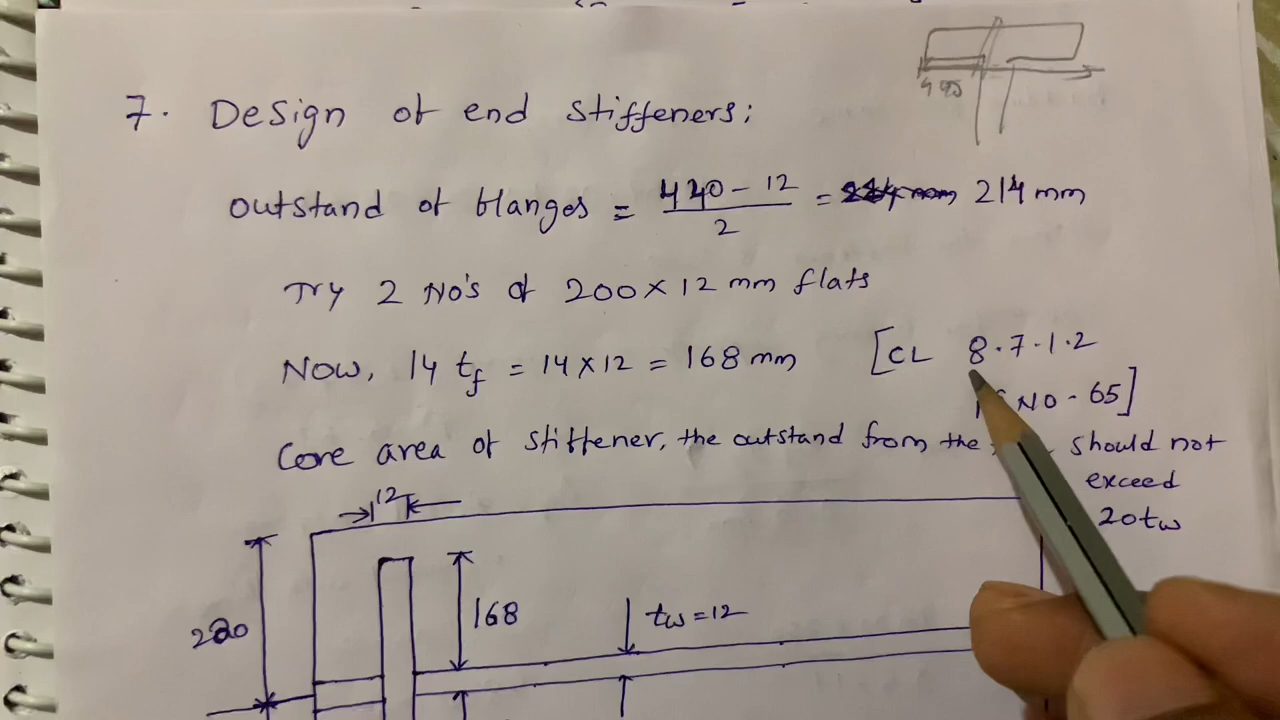 7. Design of end stiffeners:
outstand of flanges = 440 - 12 / 2 = 214 mm
Try 2 No's of 200 × 12 mm flats
Now, 14 tf = 14 × 12 = 168 mm [CL 8.7.1.2
NO - 65]
Core area of stiffener, the outstand from the should not
exceed
20tw
12
220
168
tw = 12